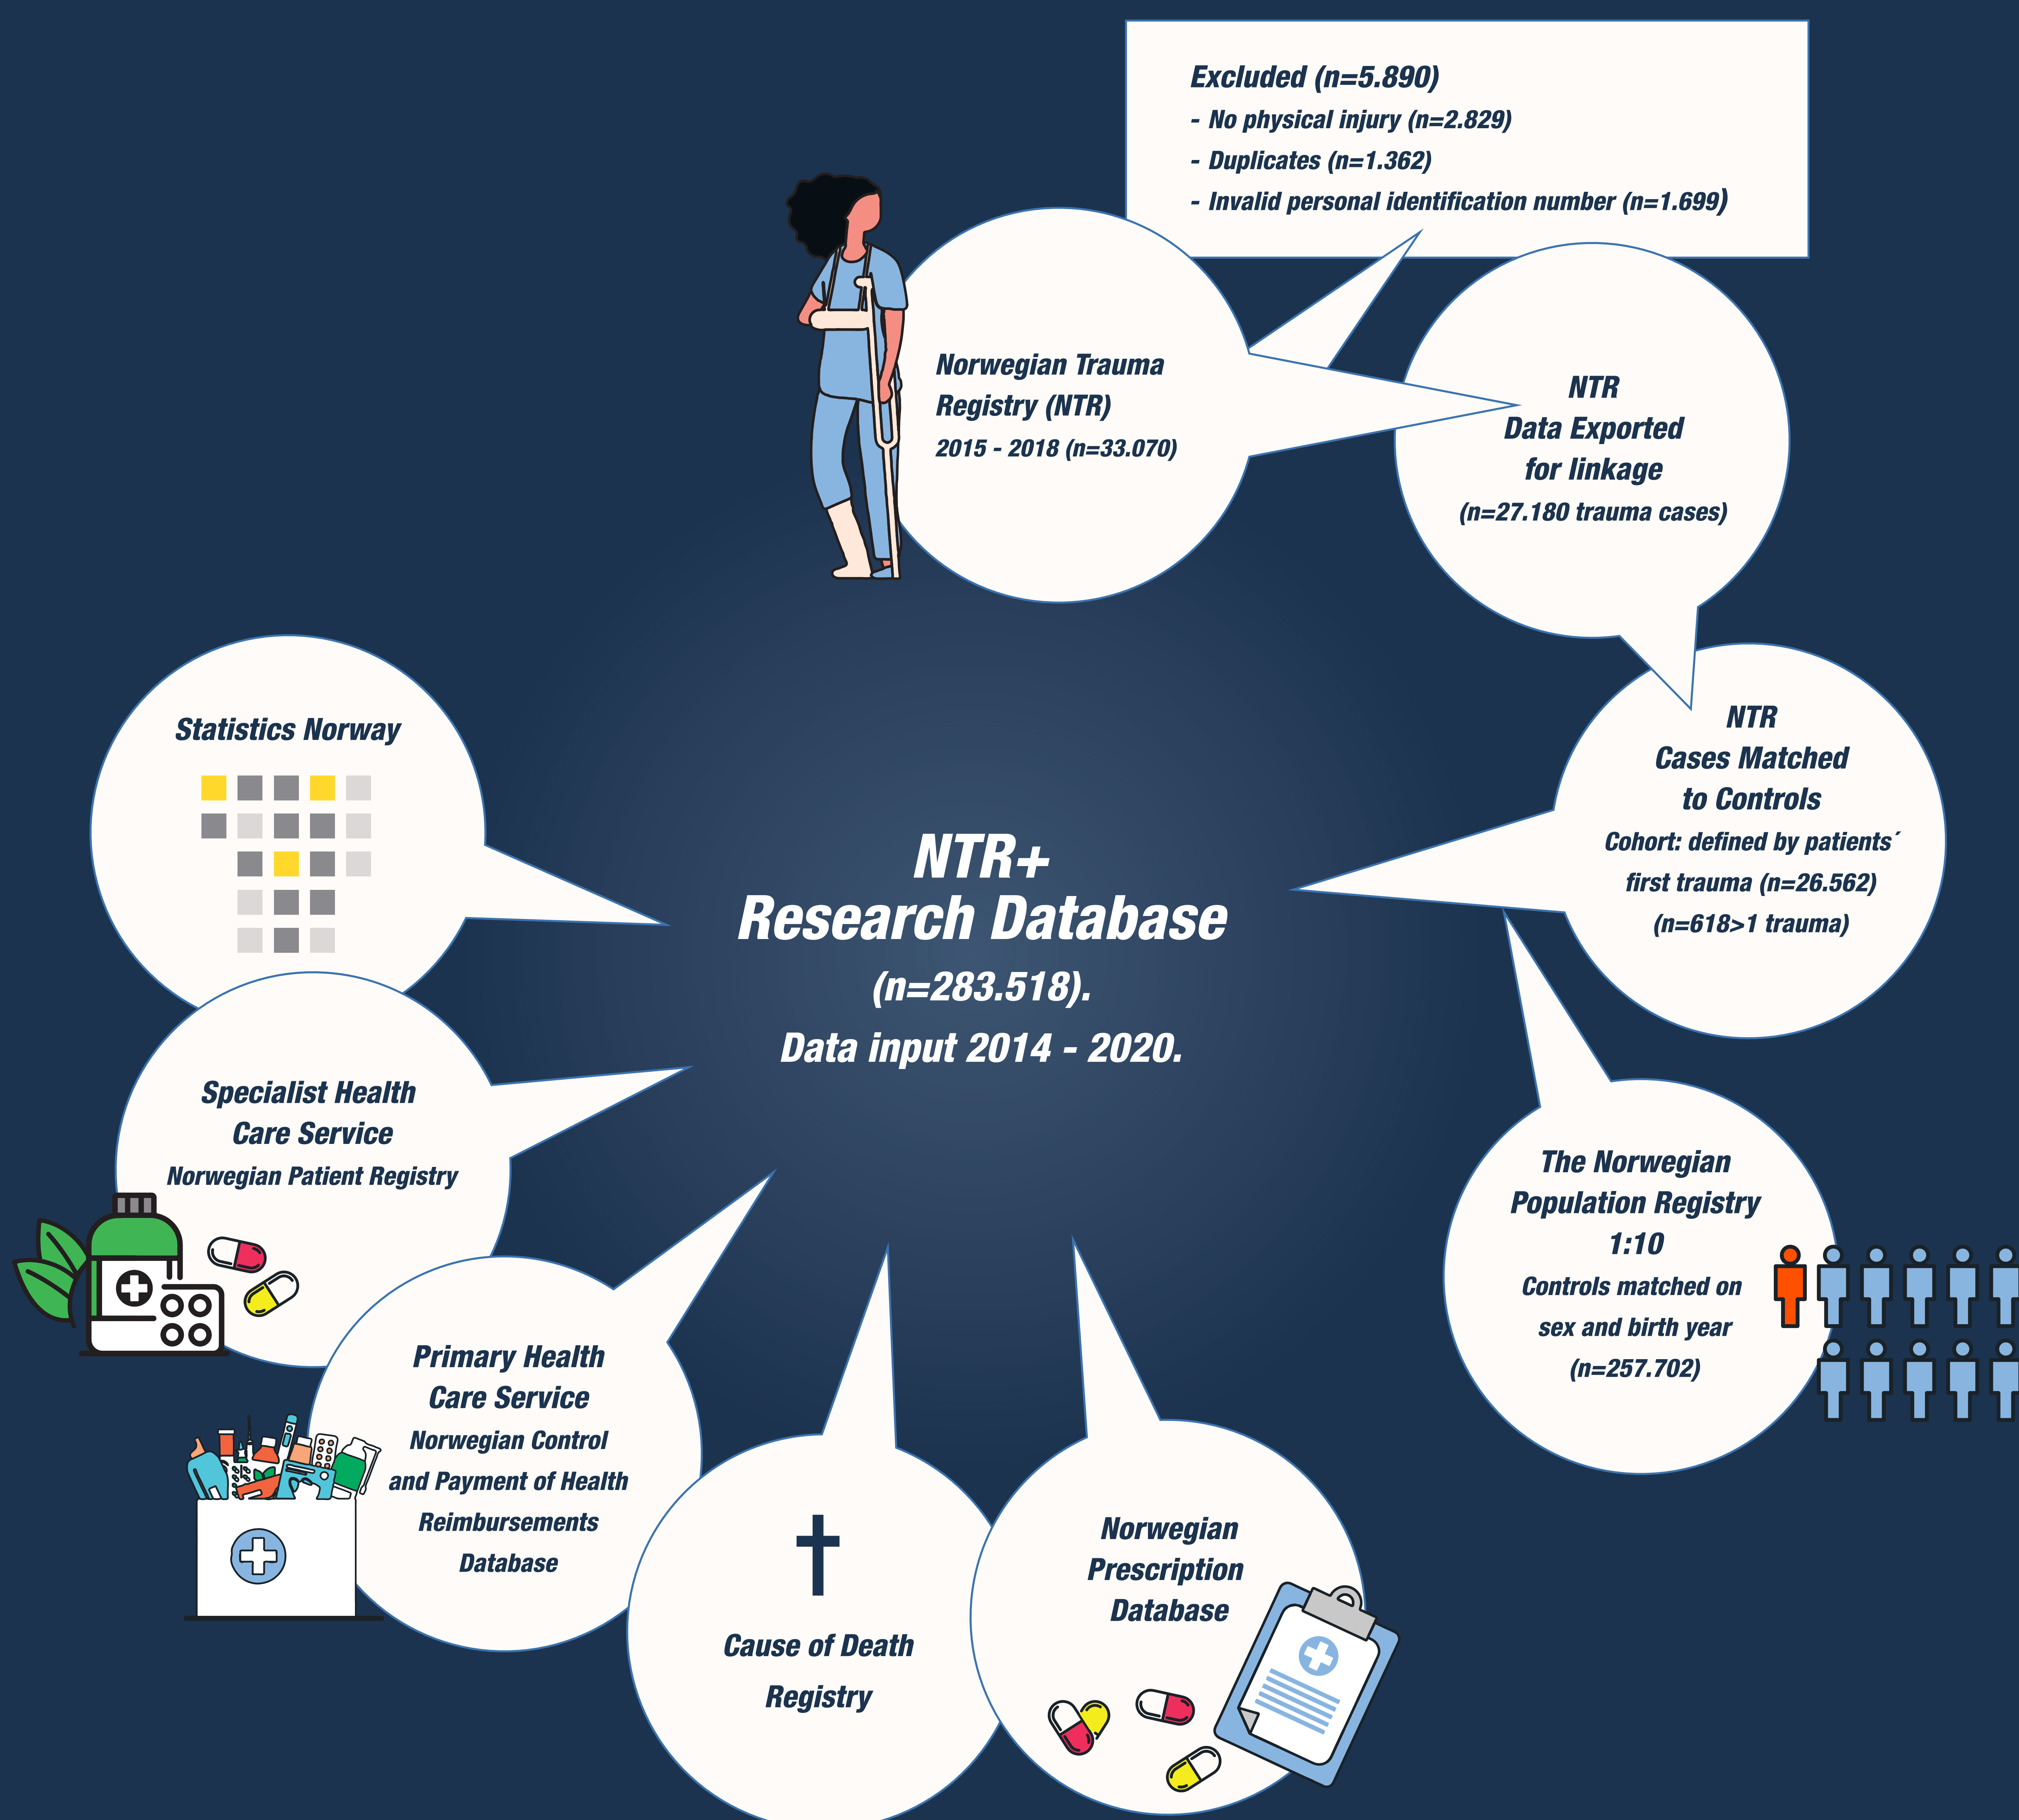 Excluded (n=5.890)
- No physical injury (n=2.829)
- Duplicates (n=1.362)
- Invalid personal identification number (n=1.699)
Norwegian Trauma
Registry (NTR)
2015 - 2018 (n=33.070)
NTR
Data Exported
for linkage
(n=27.180 trauma cases)
NTR
Cases Matched
to Controls
Cohort: defined by patients´
first trauma (n=26.562)
(n=618>1 trauma)
The Norwegian
Population Registry
1:10
Controls matched on
sex and birth year
(n=257.702)
NTR+
Research Database
(n=283.518).
Data input 2014 - 2020.
Statistics Norway
Specialist Health
Care Service
Norwegian Patient Registry
Primary Health
Care Service
Norwegian Control
and Payment of Health
Reimbursements
Database
Cause of Death
Registry
Norwegian
Prescription
Database